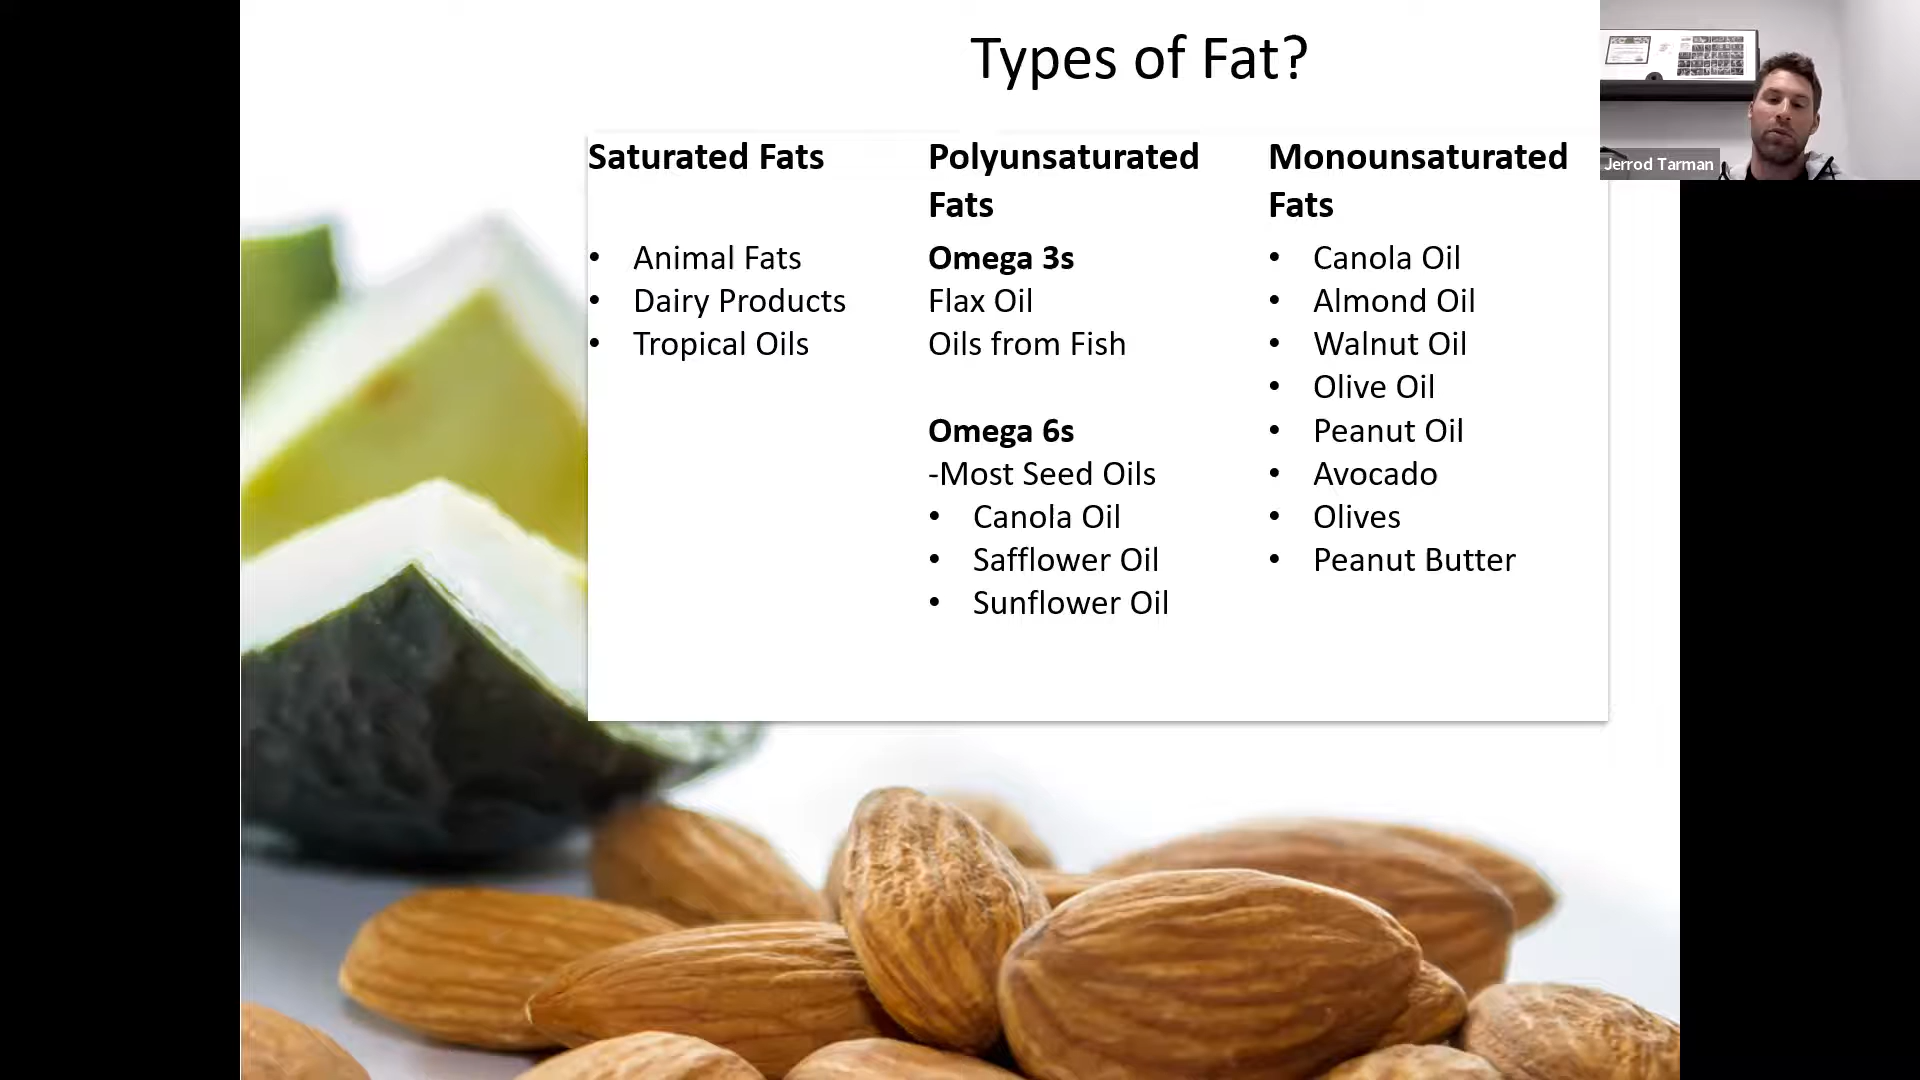 Types of Fat?
Saturated Fats
• Animal Fats
• Dairy Products
• Tropical Oils
Polyunsaturated
Fats
Omega 3s
Flax Oil
Oils from Fish
Omega 6s
-Most Seed Oils
• Canola Oil
• Safflower Oil
• Sunflower Oil
Monounsaturated
Fats
• Canola Oil
• Almond Oil
• Walnut Oil
• Olive Oil
• Peanut Oil
• Avocado
• Olives
• Peanut Butter
Jerrod Tarman